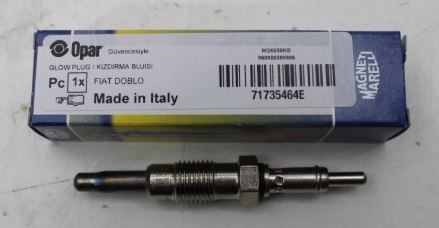 Opar Güvencesiyle
GLOW PLUG / KIZDIRMA BUJISI
Pc 1x FIAT DOBLO
Made in Italy
71735464E
MAGNETI
MARELLI